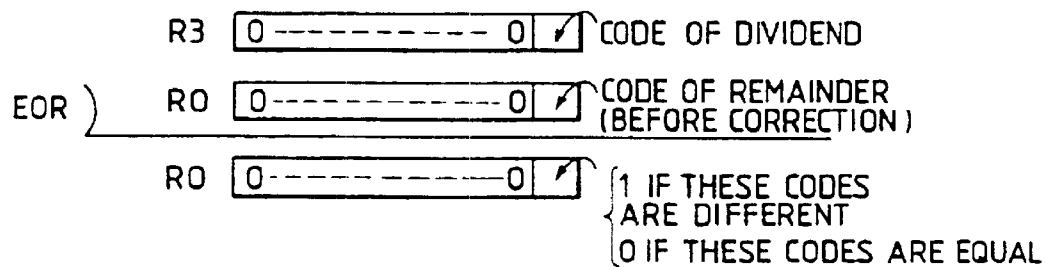 R3 0 ---------- 0 CODE OF DIVIDEND
EOR ) R0 0 ---------- 0 CODE OF REMAINDER
(BEFORE CORRECTION)
R0 0 ---------- 0 1 IF THESE CODES
ARE DIFFERENT
0 IF THESE CODES ARE EQUAL